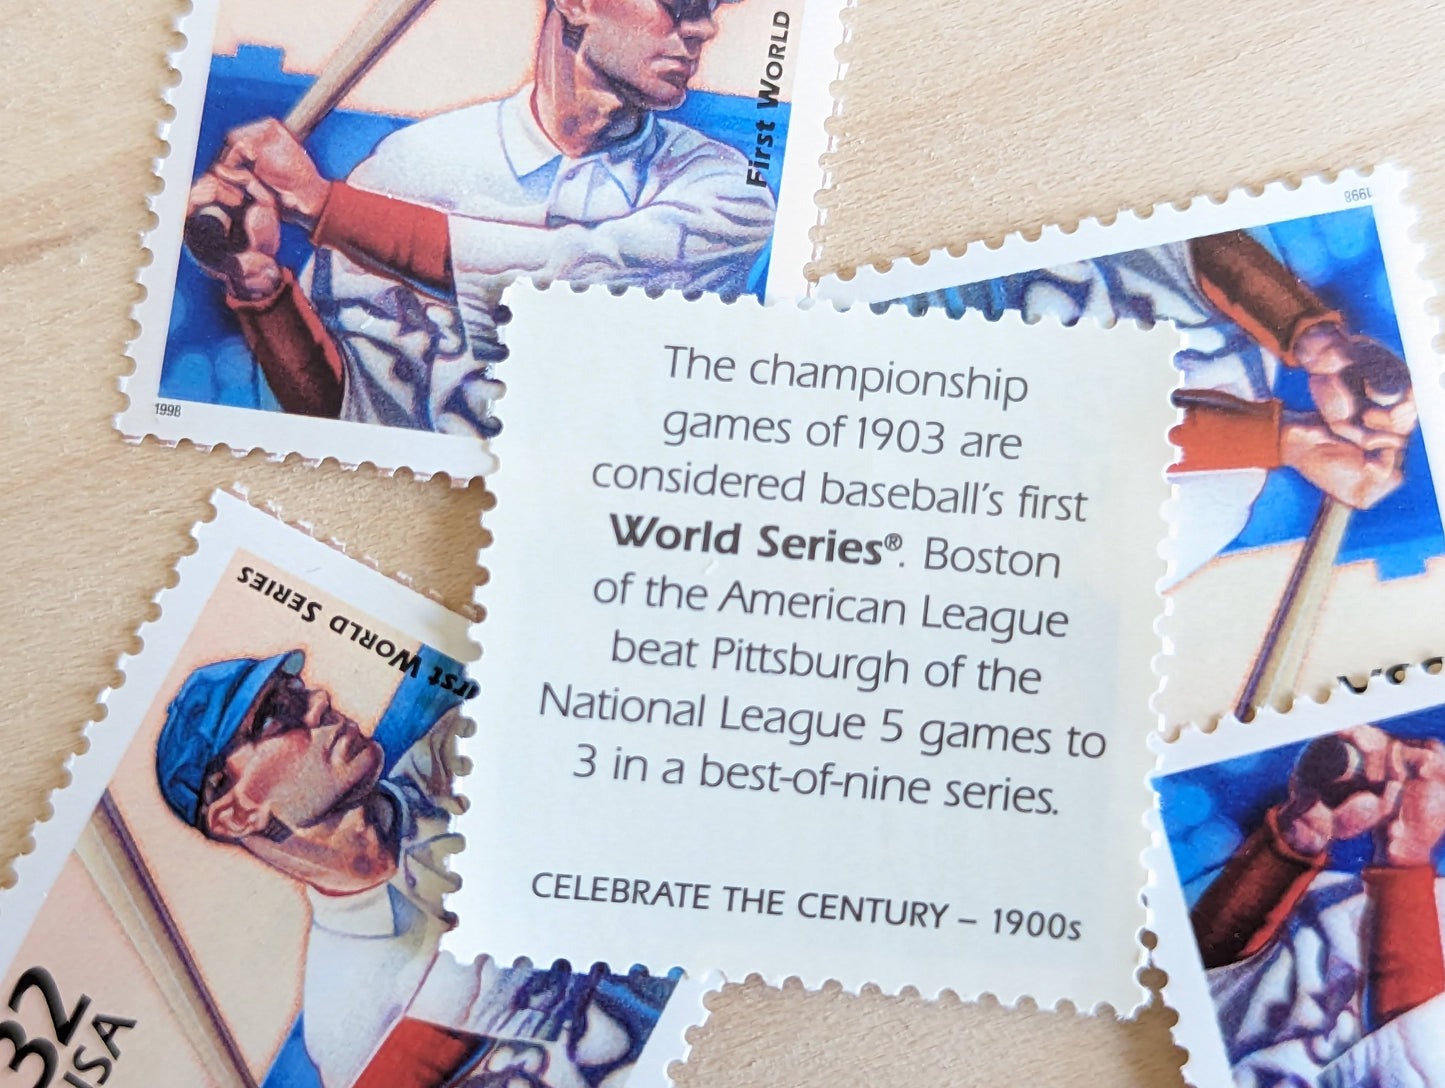 First World
1998
1998
The championship
games of 1903 are
considered baseball's first
World Series®. Boston
of the American League
beat Pittsburgh of the
National League 5 games to
3 in a best-of-nine series.
CELEBRATE THE CENTURY – 1900s
World Series
32
USA